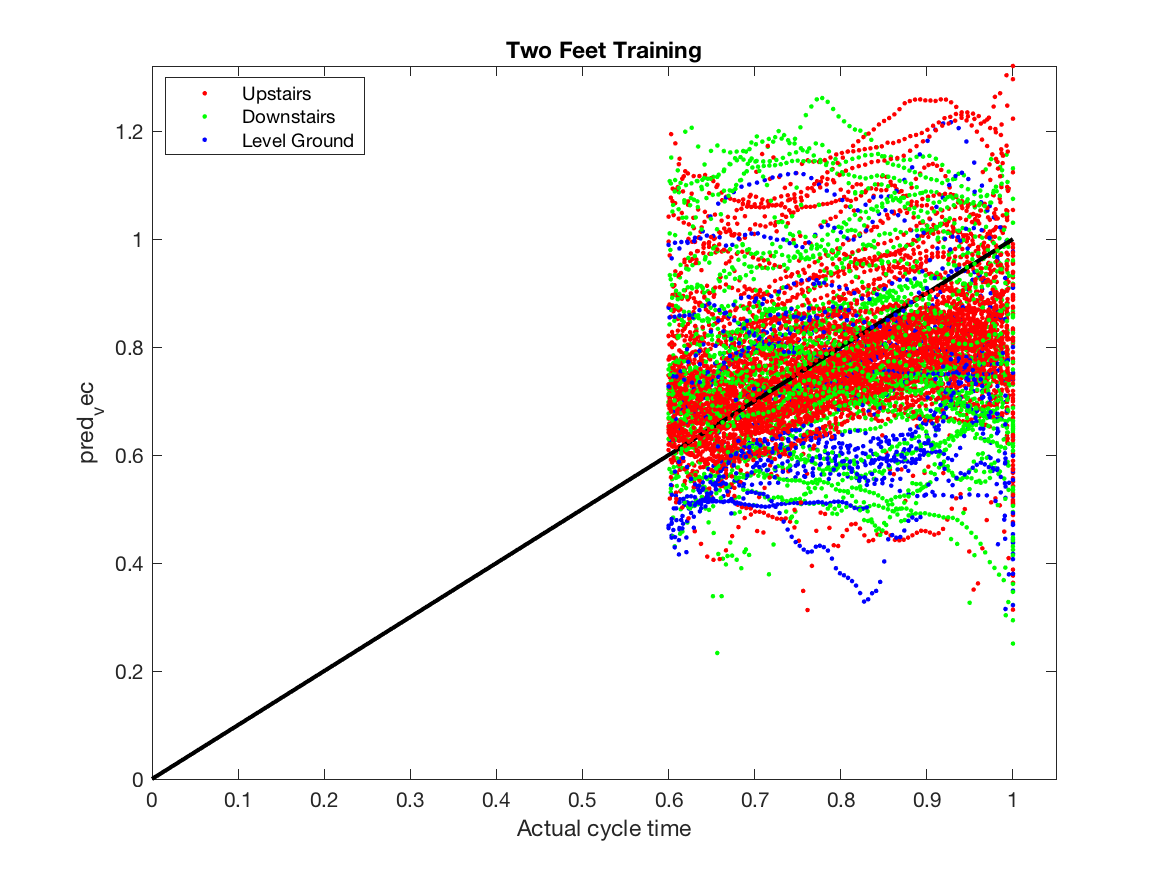 Two Feet Training
Upstairs
Downstairs
Level Ground
1.2
1
0.8
0.6
0.4
0.2
0
pred_vec
0 0.1 0.2 0.3 0.4 0.5 0.6 0.7 0.8 0.9 1
Actual cycle time